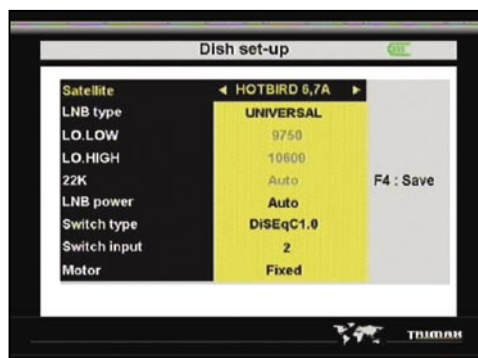 Dish set-up
Satellite ◄ HOTBIRD 6,7A ►
LNB type UNIVERSAL
LO.LOW 9750
LO.HIGH 10600
22K Auto
LNB power Auto
Switch type DiSEqC1.0
Switch input 2
Motor Fixed
F4 : Save
TRIMAX